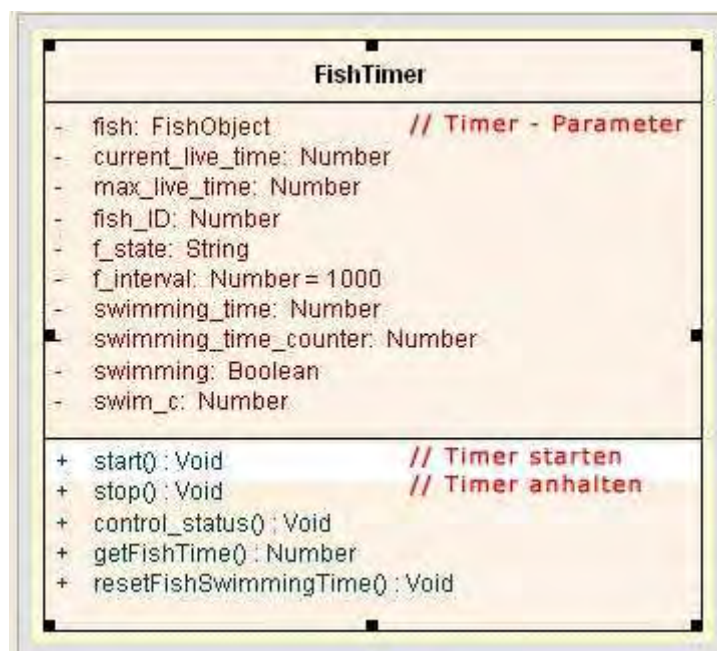 FishTimer
- fish: FishObject // Timer - Parameter
- current_live_time: Number
- max_live_time: Number
- fish_ID: Number
- f_state: String
- f_interval: Number = 1000
- swimming_time: Number
- swimming_time_counter: Number
- swimming: Boolean
- swim_c: Number
+ start() : Void // Timer starten
+ stop() : Void // Timer anhalten
+ control_status() : Void
+ getFishTime() : Number
+ resetFishSwimmingTime() : Void